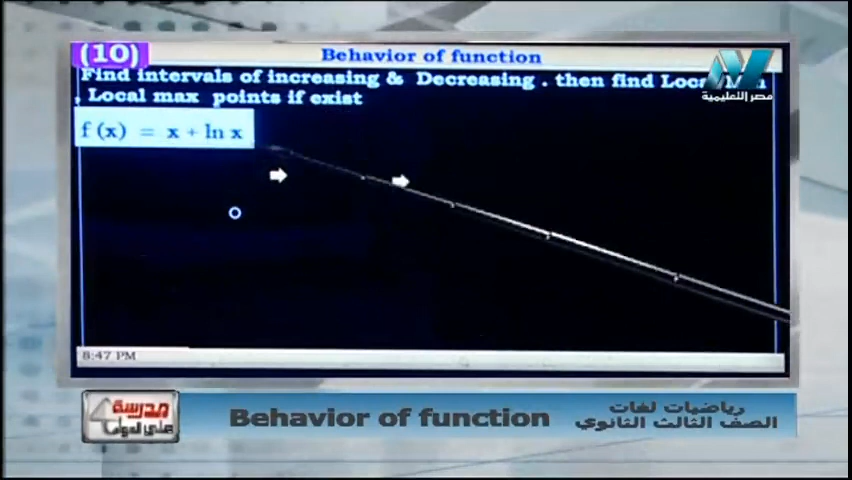 (10)
Behavior of function
Find intervals of increasing & Decreasing . then find Local
, Local max points if exist
مصر التعليمية
f (x) = x + ln x
8:47 PM
مدرسة
على الهواء
Behavior of function
رياضيات لغات
الصف الثالث الثانوي